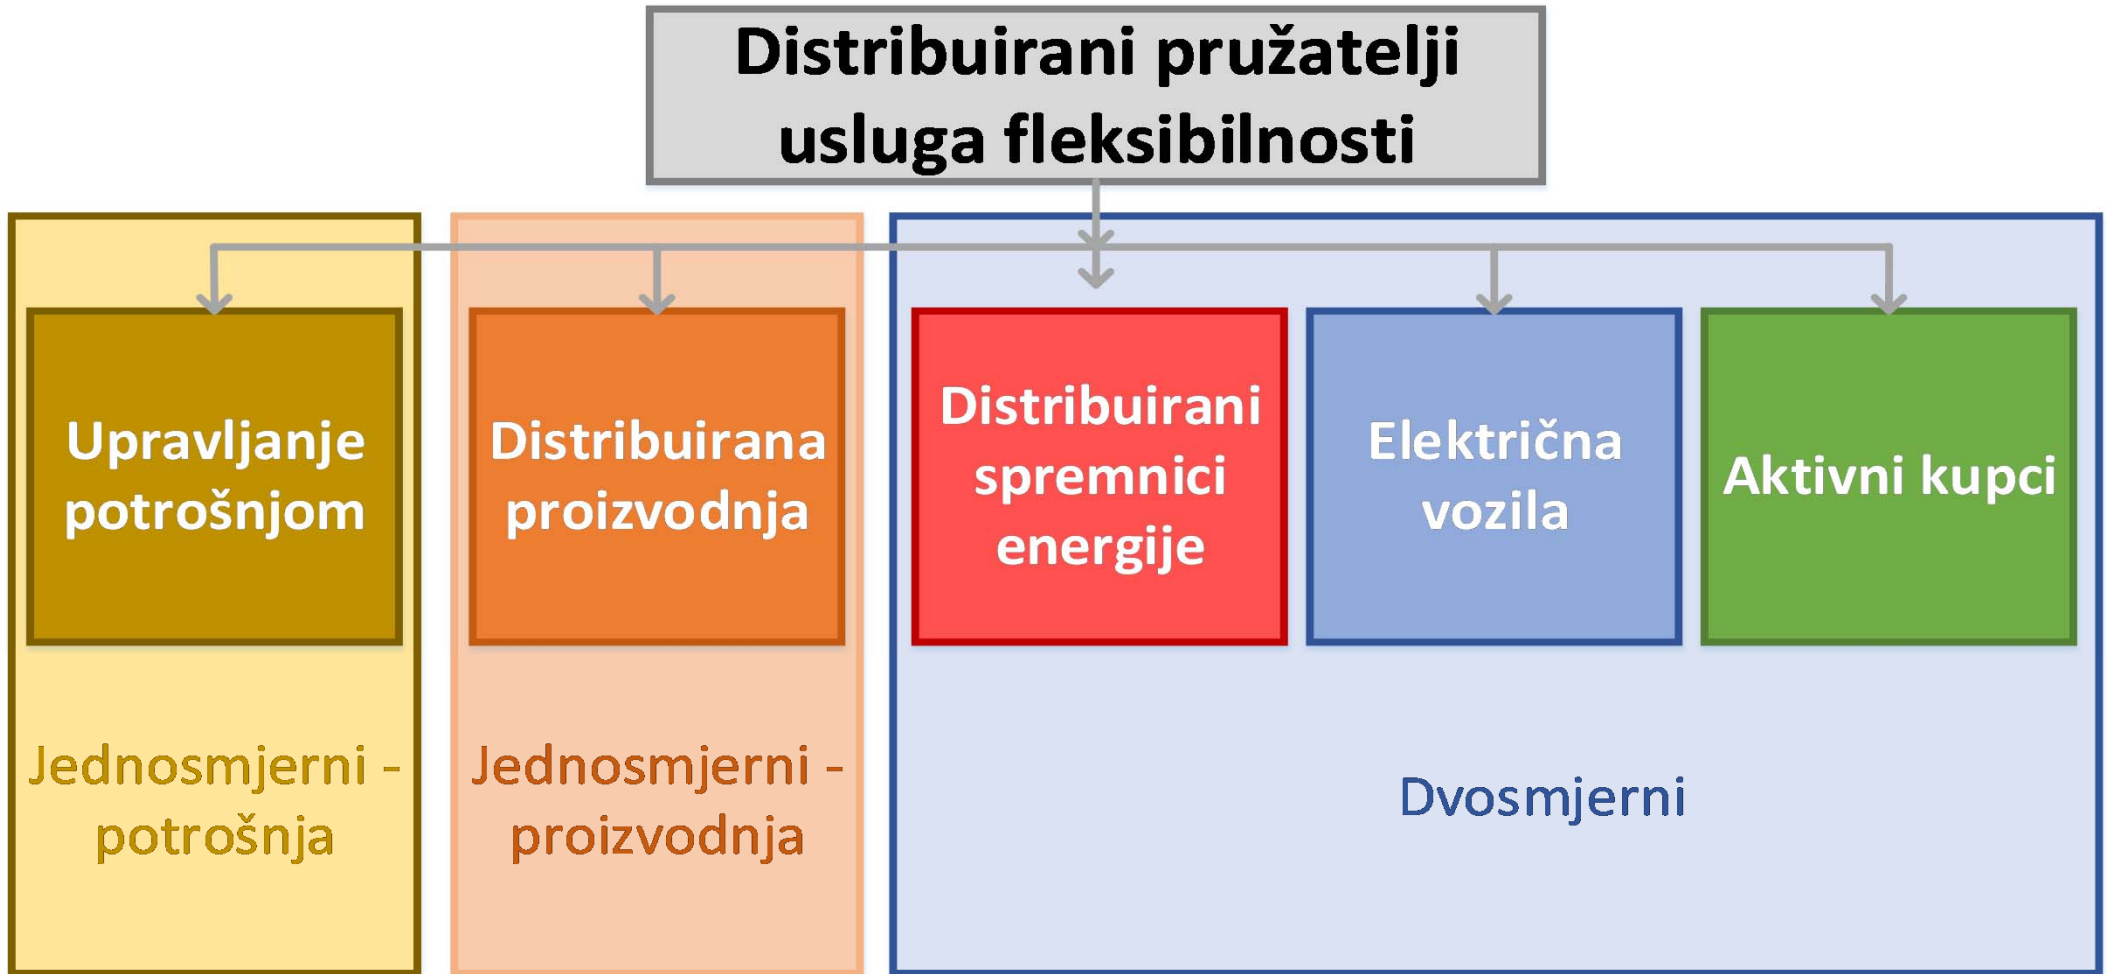 Distribuirani pružatelji
usluga fleksibilnosti
Upravljanje
potrošnjom
Distribuirana
proizvodnja
Distribuirani
spremnici
energije
Električna
vozila
Aktivni kupci
Jednosmjerni -
potrošnja
Jednosmjerni -
proizvodnja
Dvosmjerni